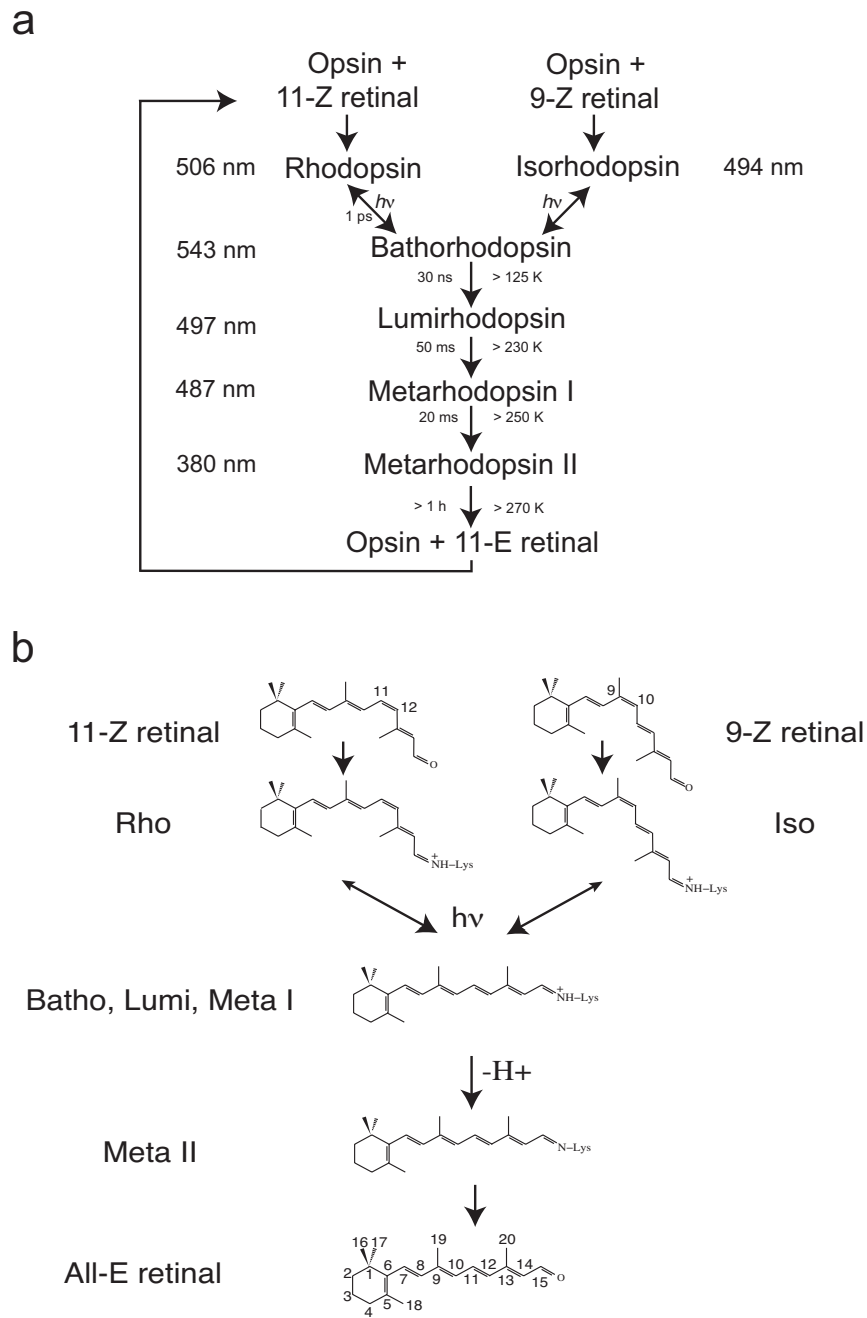 a
Opsin + Opsin +
11-Z retinal 9-Z retinal
506 nm Rhodopsin Isorhodopsin 494 nm
hν hν
1 ps
543 nm Bathorhodopsin
30 ns > 125 K
497 nm Lumirhodopsin
50 ms > 230 K
487 nm Metarhodopsin I
20 ms > 250 K
380 nm Metarhodopsin II
> 1 h > 270 K
Opsin + 11-E retinal
b
11-Z retinal 11 12 O 9 10 O 9-Z retinal
Rho NH–Lys + NH–Lys + Iso
hν
Batho, Lumi, Meta I NH–Lys +
-H+
Meta II N–Lys
All-E retinal 1 2 3 4 5 6 7 8 9 10 11 12 13 14 15 16 17 18 19 20 O